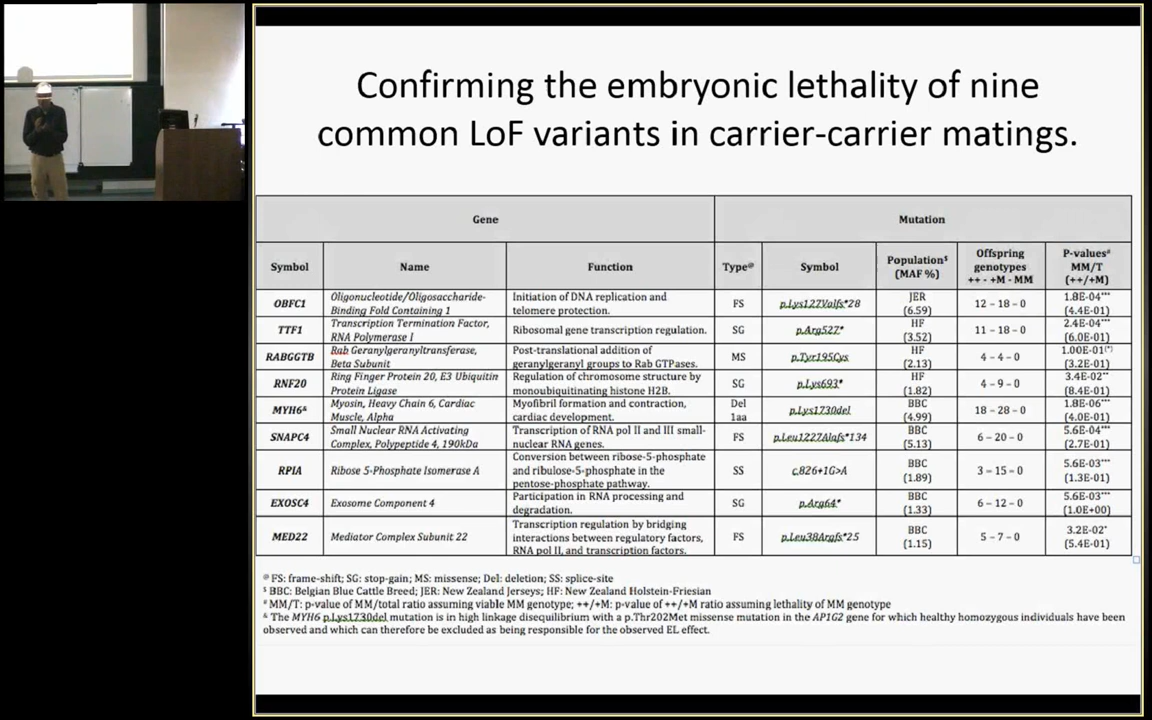 Confirming the embryonic lethality of nine
common LoF variants in carrier-carrier matings.
Gene Mutation
Symbol Name Function Type@ Symbol Population$ (MAF %) Offspring genotypes ++ - +M - MM P-values# MM/T (++/+M)
OBFC1 Oligonucleotide/Oligosaccharide-Binding Fold Containing 1 Initiation of DNA replication and telomere protection. FS p.Lys127Valfs*28 JER (6.59) 12 – 18 – 0 1.8E-04*** (4.4E-01)
TTF1 Transcription Termination Factor, RNA Polymerase I Ribosomal gene transcription regulation. SG p.Arg527* HF (3.52) 11 – 18 – 0 2.4E-04*** (6.0E-01)
RABGGTB Rab Geranylgeranyltransferase, Beta Subunit Post-translational addition of geranylgeranyl groups to Rab GTPases. MS p.Tyr195Cys HF (2.13) 4 – 4 – 0 1.00E-01(*) (3.2E-01)
RNF20 Ring Finger Protein 20, E3 Ubiquitin Protein Ligase Regulation of chromosome structure by monoubiquitinating histone H2B. SG p.Lys693* HF (1.82) 4 – 9 – 0 3.4E-02** (8.4E-01)
MYH6& Myosin, Heavy Chain 6, Cardiac Muscle, Alpha Myofibril formation and contraction, cardiac development. Del 1aa p.Lys1730del BBC (4.99) 18 – 28 – 0 1.8E-06*** (4.0E-01)
SNAPC4 Small Nuclear RNA Activating Complex, Polypeptide 4, 190kDa Transcription of RNA pol II and III small-nuclear RNA genes. FS p.Leu1227Alafs*134 BBC (5.13) 6 – 20 – 0 5.6E-04*** (2.7E-01)
RPIA Ribose 5-Phosphate Isomerase A Conversion between ribose-5-phosphate and ribulose-5-phosphate in the pentose-phosphate pathway. SS c.826+1G>A BBC (1.89) 3 – 15 – 0 5.6E-03*** (1.3E-01)
EXOSC4 Exosome Component 4 Participation in RNA processing and degradation. SG p.Arg64* BBC (1.33) 6 – 12 – 0 5.6E-03*** (1.0E+00)
MED22 Mediator Complex Subunit 22 Transcription regulation by bridging interactions between regulatory factors, RNA pol II, and transcription factors. FS p.Leu38Argfs*25 BBC (1.15) 5 – 7 – 0 3.2E-02* (5.4E-01)
@ FS: frame-shift; SG: stop-gain; MS: missense; Del: deletion; SS: splice-site
$ BBC: Belgian Blue Cattle Breed; JER: New Zealand Jerseys; HF: New Zealand Holstein-Friesian
# MM/T: p-value of MM/total ratio assuming viable MM genotype; ++/+M: p-value of ++/+M ratio assuming lethality of MM genotype
& The MYH6 p.Lys1730del mutation is in high linkage disequilibrium with a p.Thr202Met missense mutation in the AP1G2 gene for which healthy homozygous individuals have been
observed and which can therefore be excluded as being responsible for the observed EL effect.